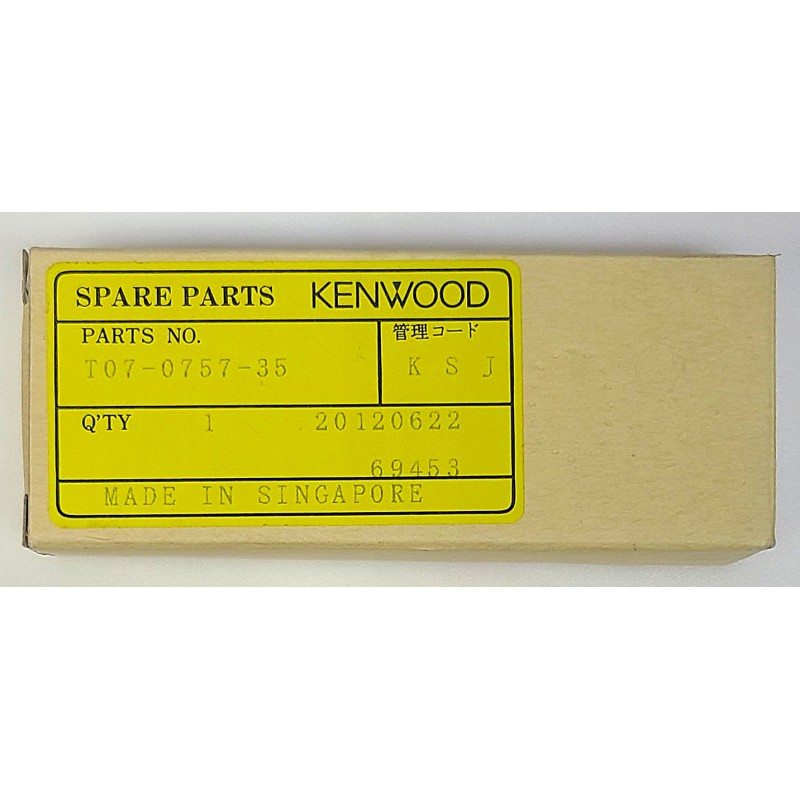 SPARE PARTS KENWOOD
PARTS NO. 管理コード
T07-0757-35 K S J
Q'TY 1 20120622
69453
MADE IN SINGAPORE